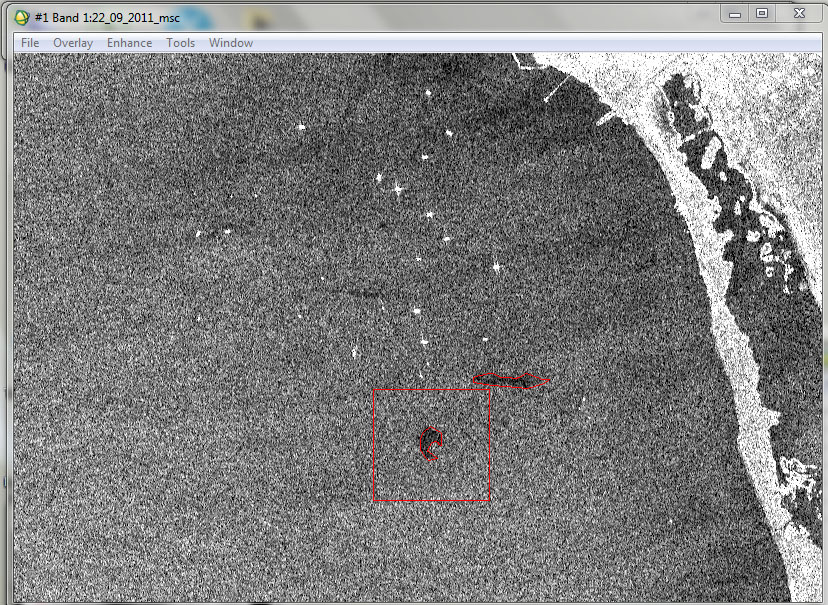 #1 Band 1:22_09_2011_msc
File Overlay Enhance Tools Window